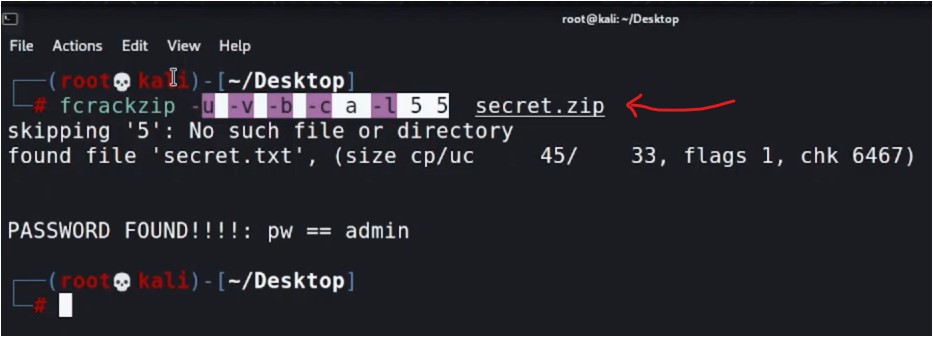 root@kali: ~/Desktop
File Actions Edit View Help
┌──(root💀kali)-[~/Desktop]
└─# fcrackzip -u -v -b -c a -l 5 5 secret.zip
skipping '5': No such file or directory
found file 'secret.txt', (size cp/uc 45/ 33, flags 1, chk 6467)
PASSWORD FOUND!!!!: pw == admin
┌──(root💀kali)-[~/Desktop]
└─#